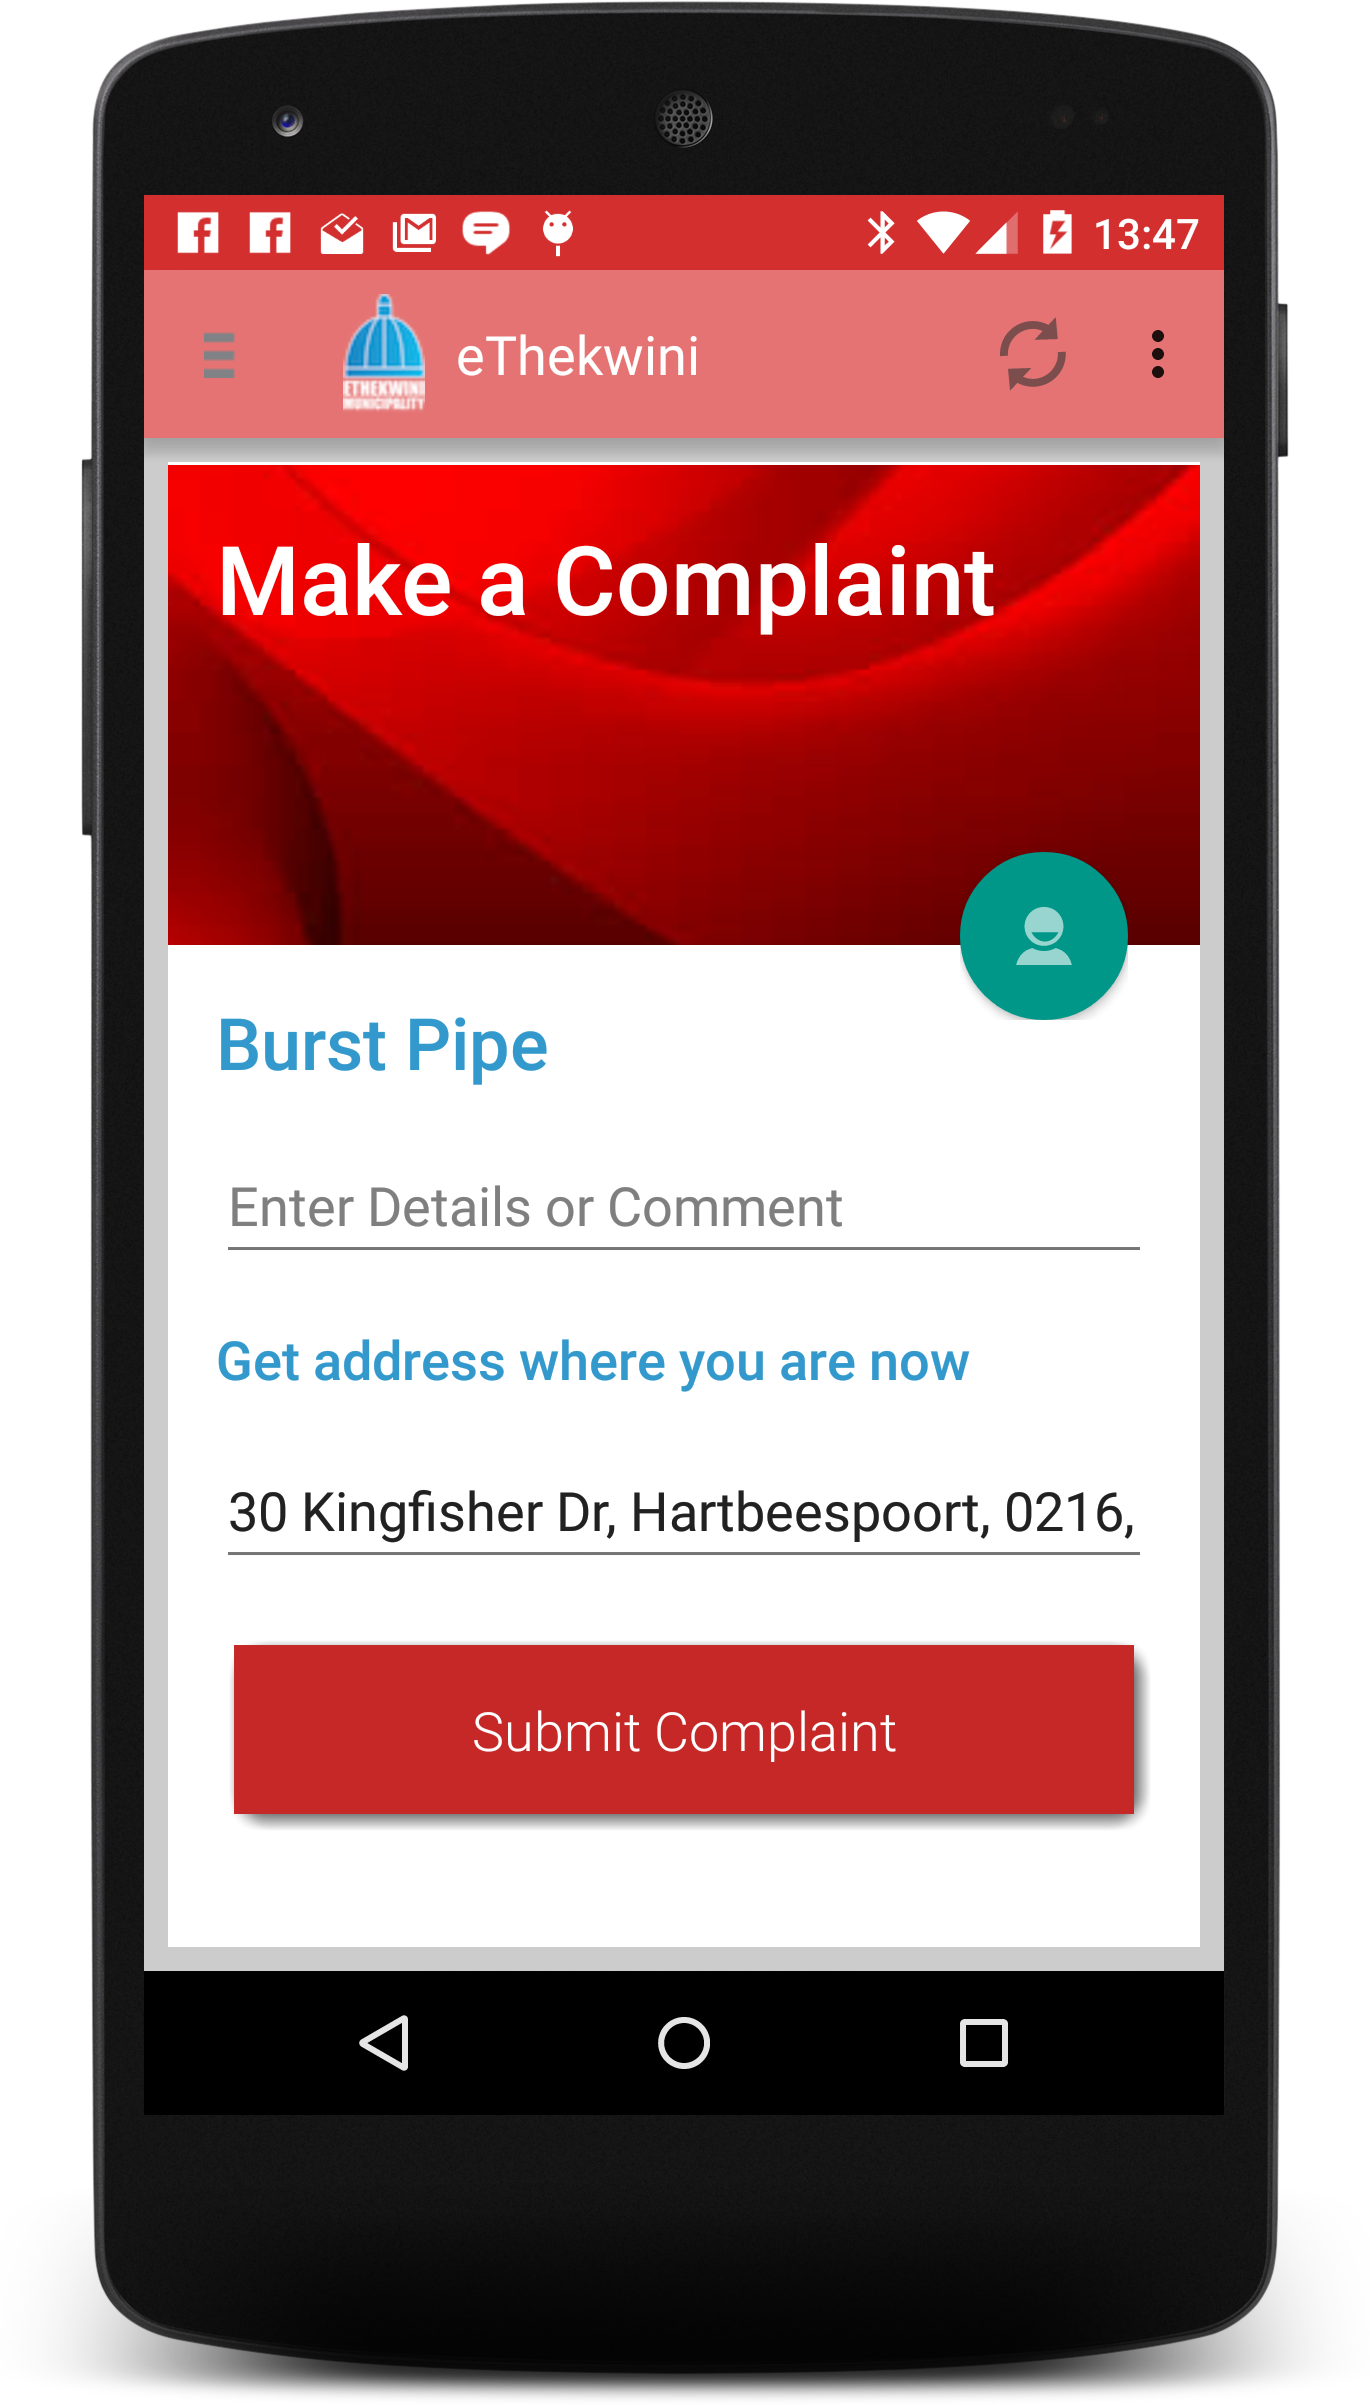 13:47
ETHEKWINI
MUNICIPALITY
eThekwini
Make a Complaint
Burst Pipe
Enter Details or Comment
Get address where you are now
30 Kingfisher Dr, Hartbeespoort, 0216,
Submit Complaint